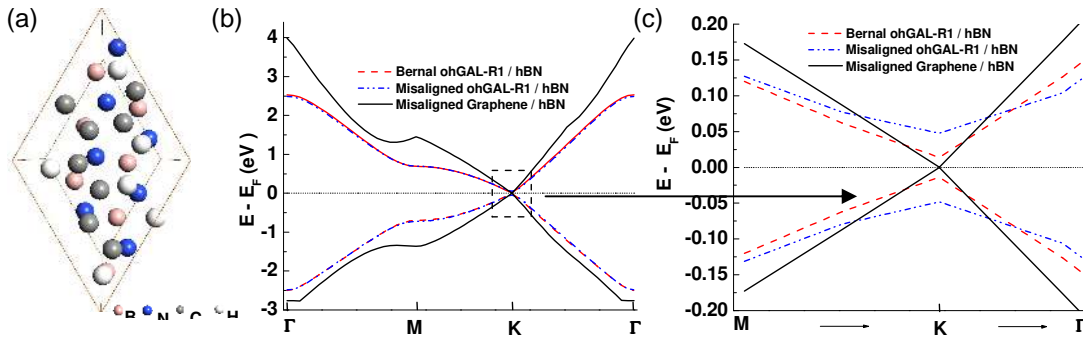 (a)
B N C H
(b)
E - E_F (eV)
4
3
2
1
0
-1
-2
-3
Bernal ohGAL-R1 / hBN
Misaligned ohGAL-R1 / hBN
Misaligned Graphene / hBN
Γ M K Γ
(c)
E - E_F (eV)
0.20
0.15
0.10
0.05
0.00
-0.05
-0.10
-0.15
-0.20
Bernal ohGAL-R1 / hBN
Misaligned ohGAL-R1 / hBN
Misaligned Graphene / hBN
M K Γ